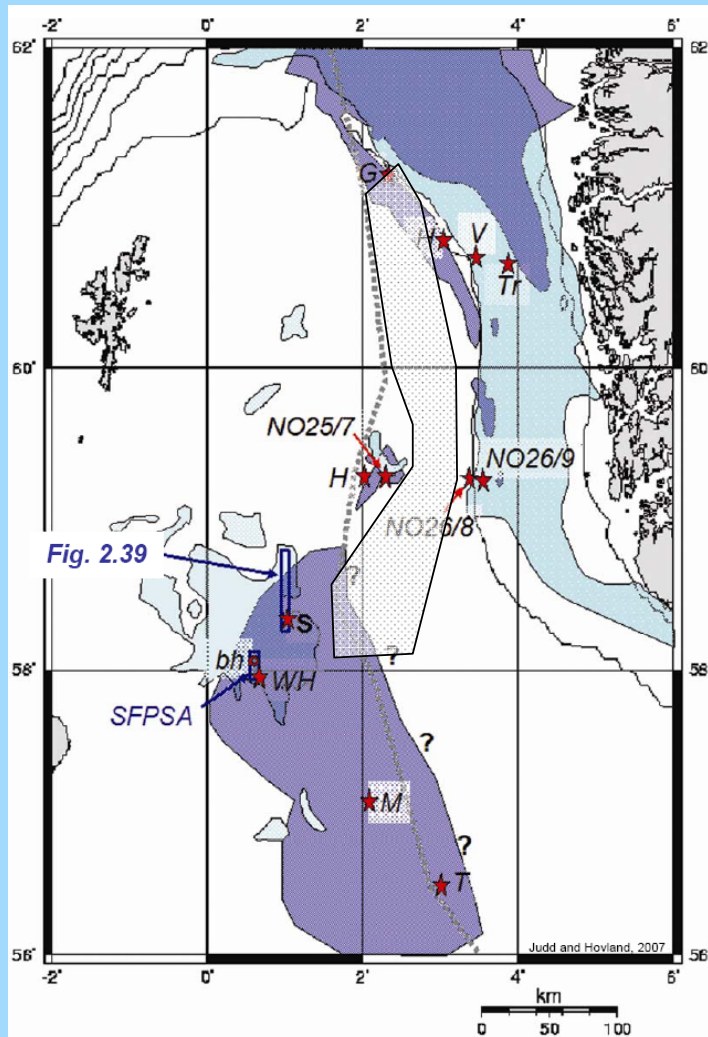 -2° 0° 2° 4° 6°
62° 62
G
H V
Tr
60 60
NO25/7
H NO26/9
NO26/8
Fig. 2.39
?
S
bh ?
58 58
WH
SFPSA
?
M
?
T
56° 56
Judd and Hovland, 2007
-2° 0° 2° 4° 6°
km
0 50 100